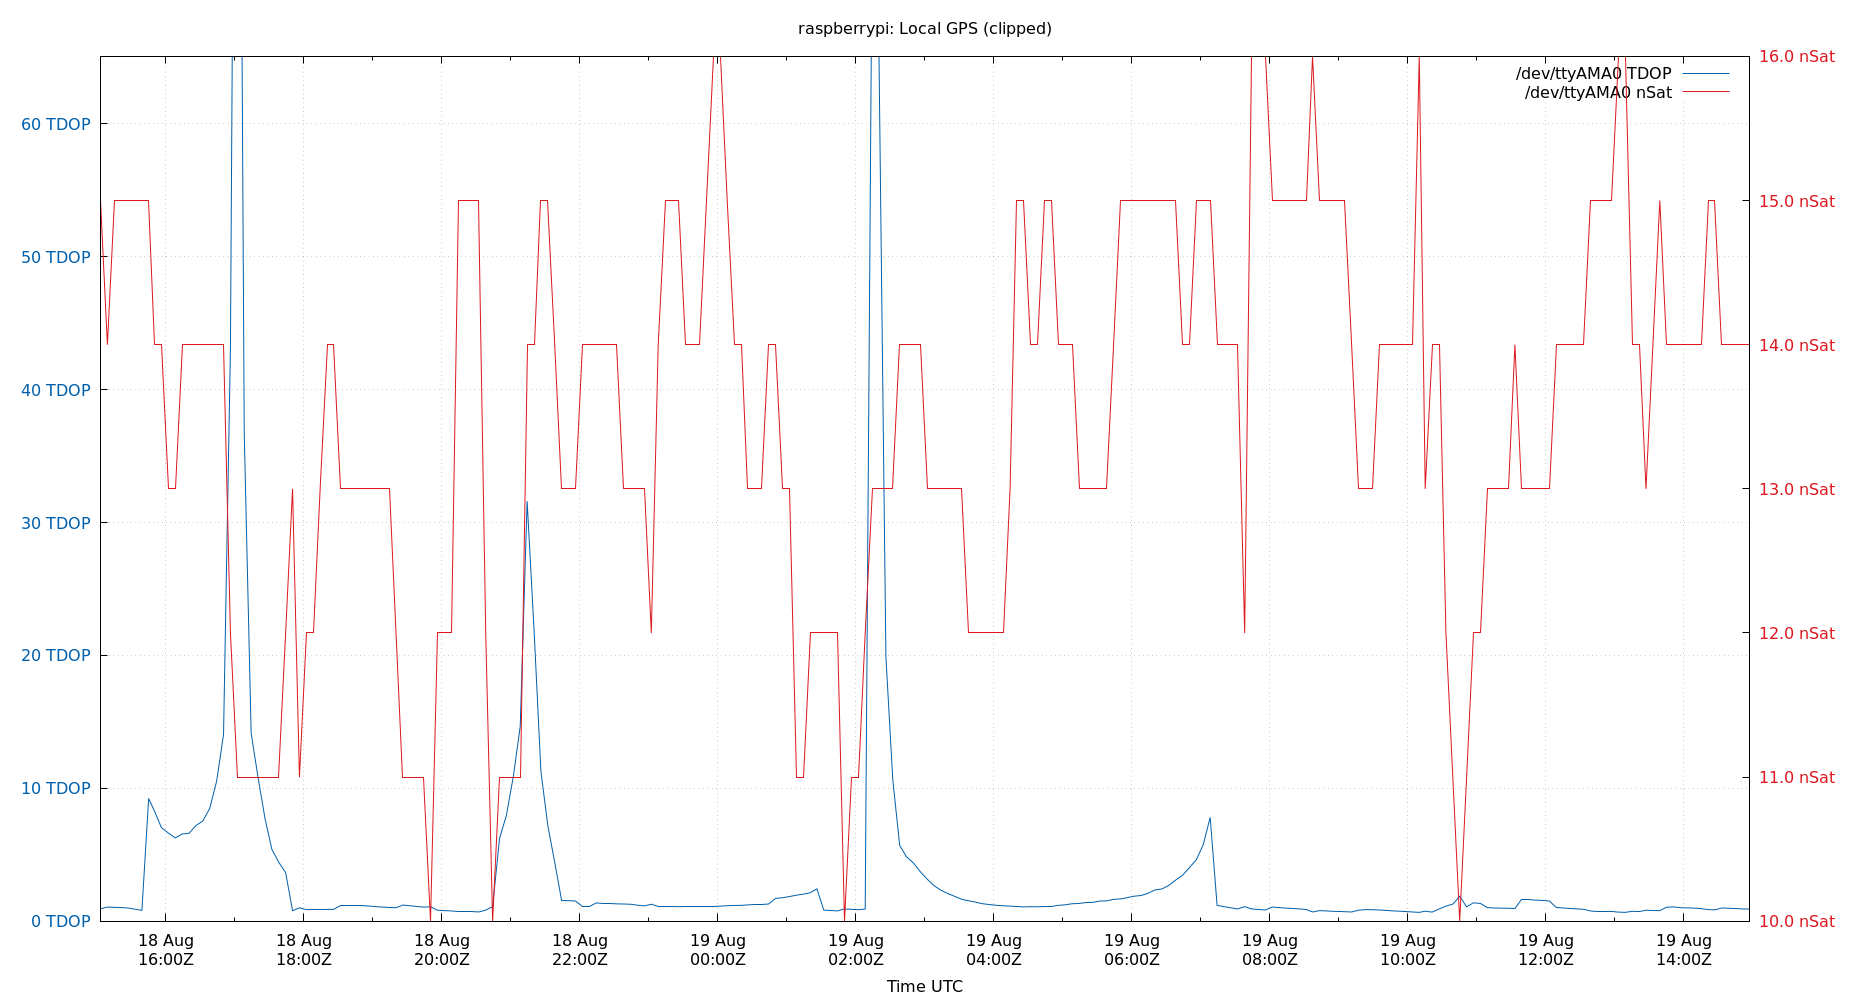 raspberrypi: Local GPS (clipped)
16.0 nSat
/dev/ttyAMA0 TDOP
/dev/ttyAMA0 nSat
60 TDOP
15.0 nSat
50 TDOP
14.0 nSat
40 TDOP
13.0 nSat
30 TDOP
12.0 nSat
20 TDOP
11.0 nSat
10 TDOP
0 TDOP
10.0 nSat
18 Aug 18 Aug 18 Aug 18 Aug 19 Aug 19 Aug 19 Aug 19 Aug 19 Aug 19 Aug 19 Aug 19 Aug
16:00Z 18:00Z 20:00Z 22:00Z 00:00Z 02:00Z 04:00Z 06:00Z 08:00Z 10:00Z 12:00Z 14:00Z
Time UTC